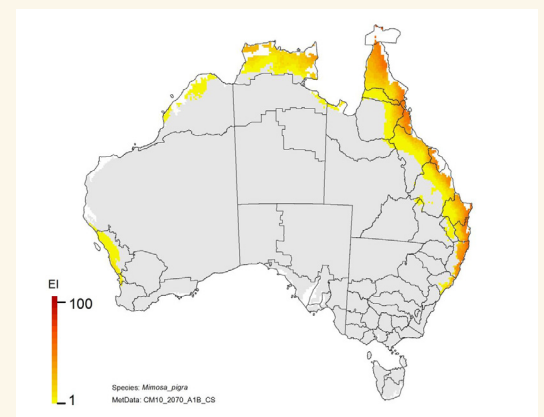 EI
100
1
Species: Mimosa_pigra
MetData: CM10_2070_A1B_CS